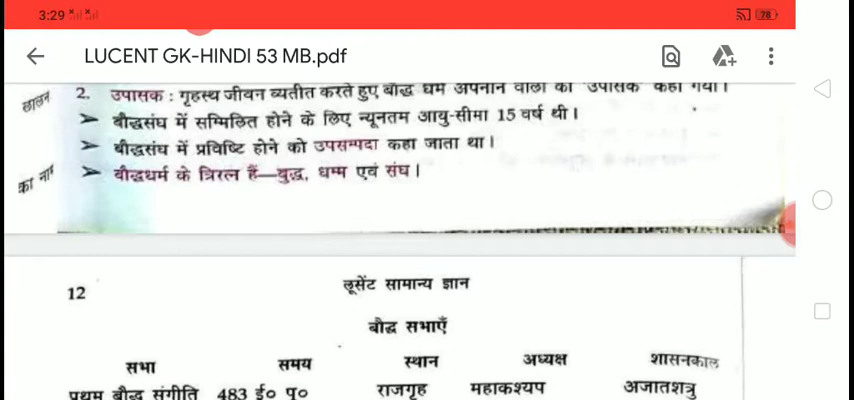 3:29
78
LUCENT GK-HINDI 53 MB.pdf
2. उपासक : गृहस्थ जीवन व्यतीत करते हुए बौद्ध धर्म अपनाने वालों को 'उपासक' कहा गया।
लालन
➤ बौद्धसंघ में सम्मिलित होने के लिए न्यूनतम आयु-सीमा 15 वर्ष थी।
➤ बौद्धसंघ में प्रविष्टि होने को उपसम्पदा कहा जाता था।
➤ बौद्धधर्म के त्रिरत्न हैं—बुद्ध, धम्म एवं संघ।
का
12
लूसेंट सामान्य ज्ञान
बौद्ध सभाएँ
सभा समय स्थान अध्यक्ष शासनकाल
प्रथम बौद्ध संगीति 483 ई० पू० राजगृह महाकश्यप अजातशत्रु